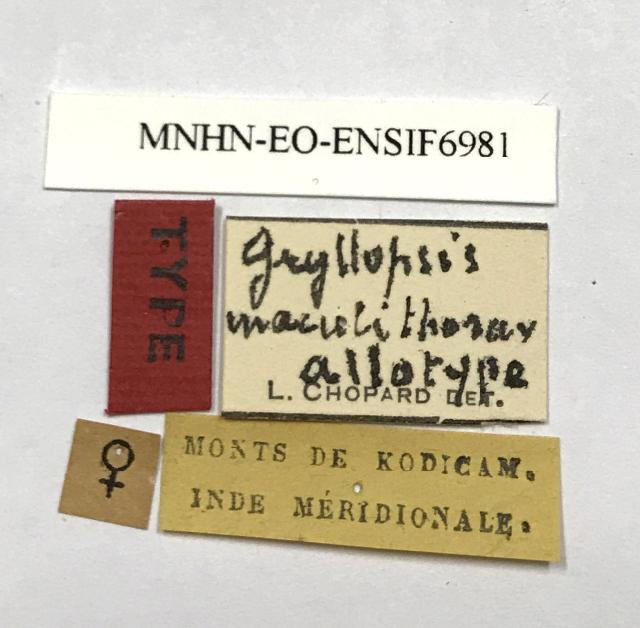 MNHN-EO-ENSIF6981
TYPE
Gryllopsis
maculithorax
allotype
L. CHOPARD DET.
♀
MONTS DE KODICAM.
INDE MÉRIDIONALE.